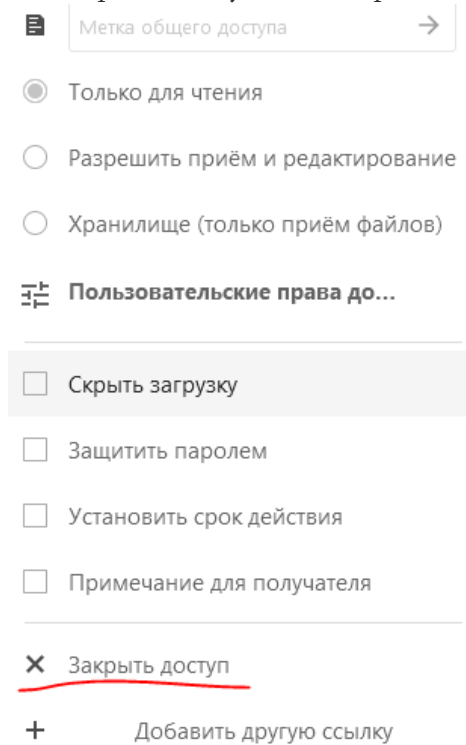 Метка общего доступа
Только для чтения
Разрешить приём и редактирование
Хранилище (только приём файлов)
Пользовательские права до...
Скрыть загрузку
Защитить паролем
Установить срок действия
Примечание для получателя
Закрыть доступ
Добавить другую ссылку